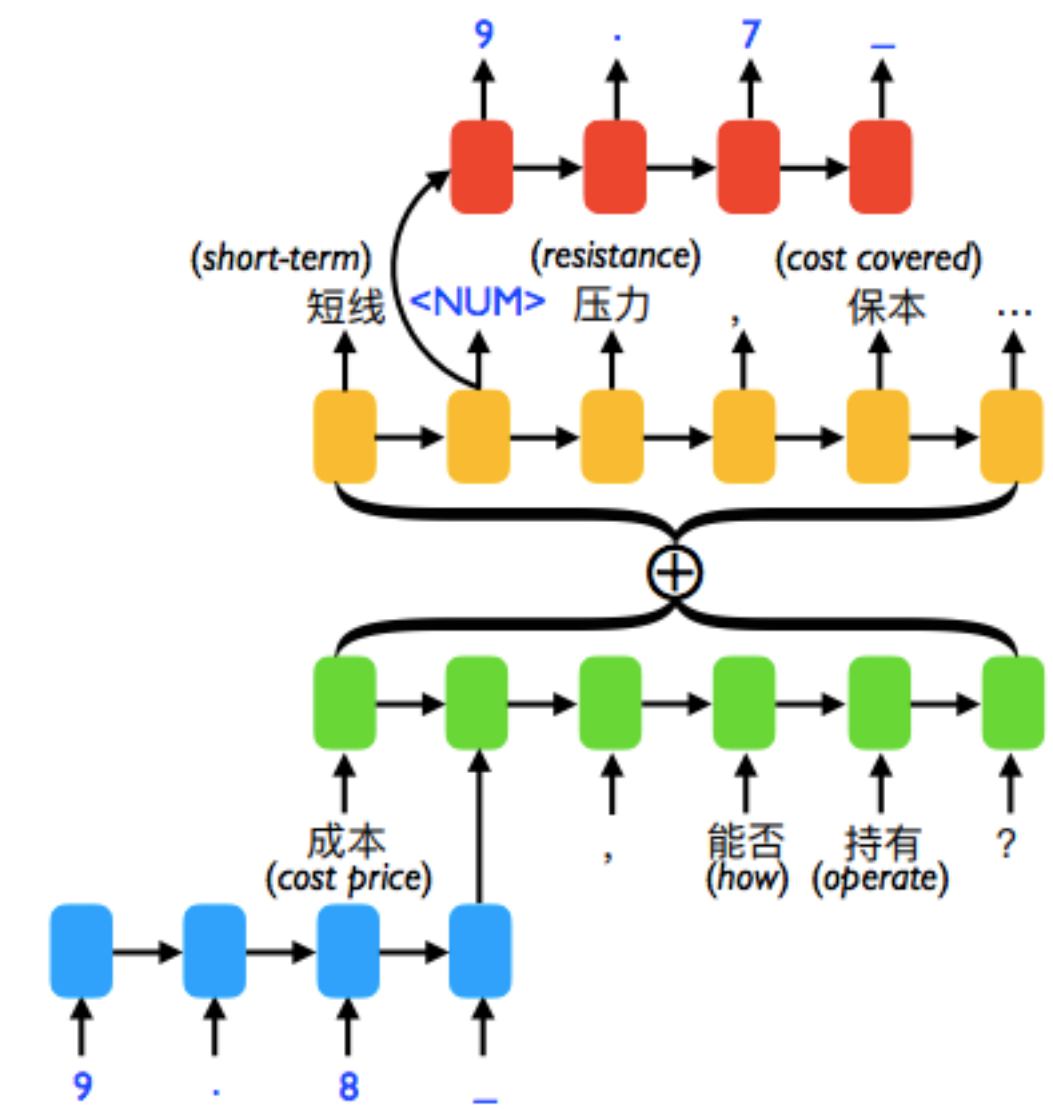 9 . 7 _
(short-term) (resistance) (cost covered)
短线 <NUM> 压力 , 保本 ...
成本 , 能否 持有 ?
(cost price) (how) (operate)
9 . 8 _